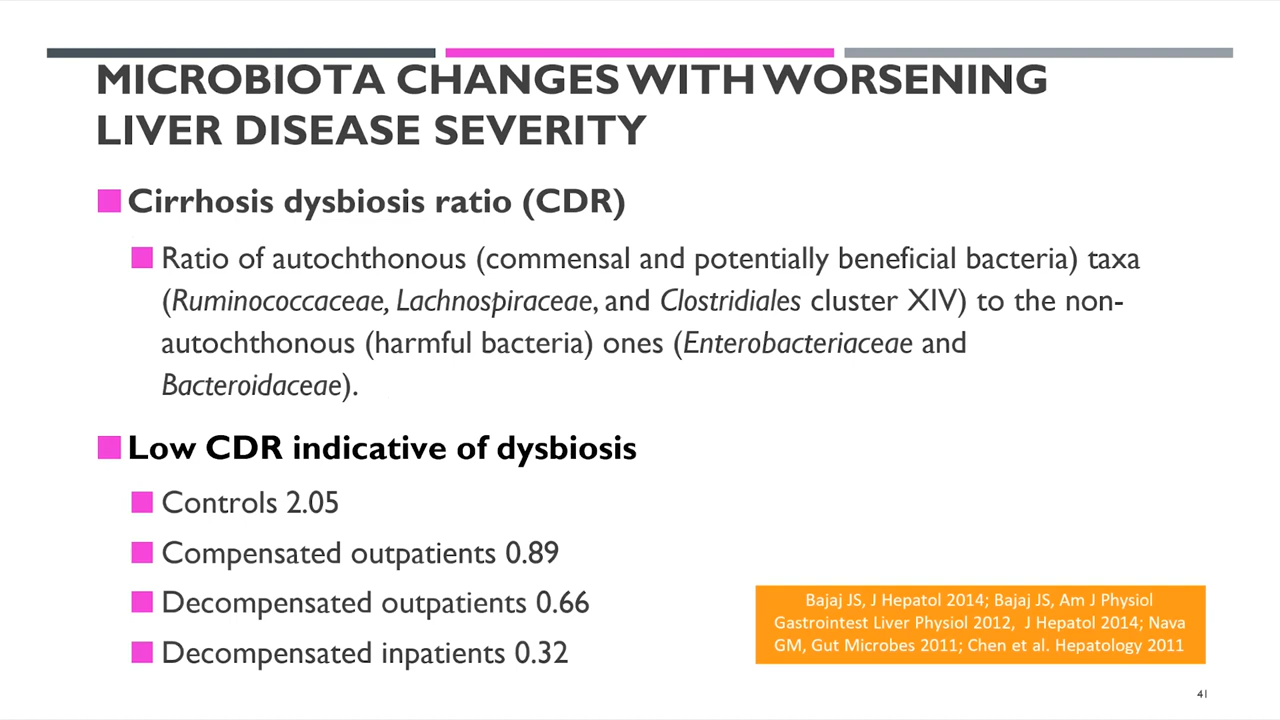 MICROBIOTA CHANGES WITH WORSENING
LIVER DISEASE SEVERITY
Cirrhosis dysbiosis ratio (CDR)
Ratio of autochthonous (commensal and potentially beneficial bacteria) taxa
(Ruminococcaceae, Lachnospiraceae, and Clostridiales cluster XIV) to the non-
autochthonous (harmful bacteria) ones (Enterobacteriaceae and
Bacteroidaceae).
Low CDR indicative of dysbiosis
Controls 2.05
Compensated outpatients 0.89
Decompensated outpatients 0.66
Decompensated inpatients 0.32
Bajaj JS, J Hepatol 2014; Bajaj JS, Am J Physiol
Gastrointest Liver Physiol 2012, J Hepatol 2014; Nava
GM, Gut Microbes 2011; Chen et al. Hepatology 2011
41